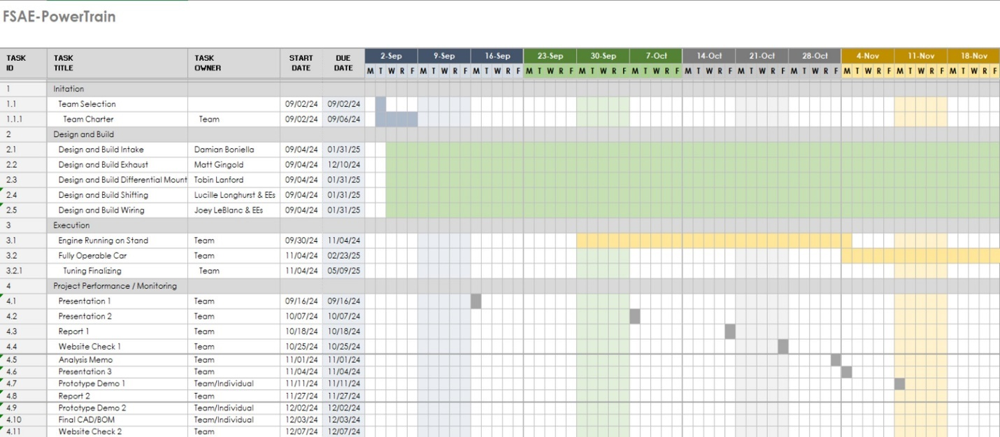 FSAE-PowerTrain
TASK ID TASK TITLE TASK OWNER START DATE DUE DATE 2-Sep 9-Sep 16-Sep 23-Sep 30-Sep 7-Oct 14-Oct 21-Oct 28-Oct 4-Nov 11-Nov 18-Nov
M T W R F M T W R F M T W R F M T W R F M T W R F M T W R F M T W R F M T W R F M T W R F M T W R F M T W R F M T W R F
1 Initation
1.1 Team Selection 09/02/24 09/02/24
1.1.1 Team Charter Team 09/02/24 09/06/24
2 Design and Build
2.1 Design and Build Intake Damian Boniella 09/04/24 01/31/25
2.2 Design and Build Exhaust Matt Gingold 09/04/24 12/10/24
2.3 Design and Build Differential Mount Tobin Lanford 09/04/24 01/31/25
2.4 Design and Build Shifting Lucille Longhurst & EEs 09/04/24 01/31/25
2.5 Design and Build Wiring Joey LeBlanc & EEs 09/04/24 01/31/25
3 Execution
3.1 Engine Running on Stand Team 09/30/24 11/04/24
3.2 Fully Operable Car Team 11/04/24 02/23/25
3.2.1 Tuning Finalizing Team 11/04/24 05/09/25
4 Project Performance / Monitoring
4.1 Presentation 1 Team 09/16/24 09/16/24
4.2 Presentation 2 Team 10/07/24 10/07/24
4.3 Report 1 Team 10/18/24 10/18/24
4.4 Website Check 1 Team 10/25/24 10/25/24
4.5 Analysis Memo Team 11/01/24 11/01/24
4.6 Presentation 3 Team 11/04/24 11/04/24
4.7 Prototype Demo 1 Team/Individual 11/11/24 11/11/24
4.8 Report 2 Team 11/27/24 11/27/24
4.9 Prototype Demo 2 Team/Individual 12/02/24 12/02/24
4.10 Final CAD/BOM Team/Individual 12/03/24 12/03/24
4.11 Website Check 2 Team 12/07/24 12/07/24